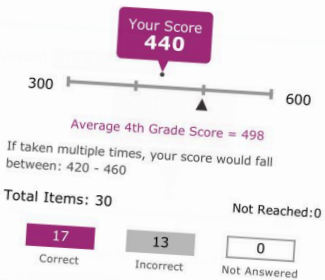 Your Score
440
300
600
Average 4th Grade Score = 498
If taken multiple times, your score would fall
between: 420 - 460
Total Items: 30
Not Reached:0
17
13
0
Correct
Incorrect
Not Answered